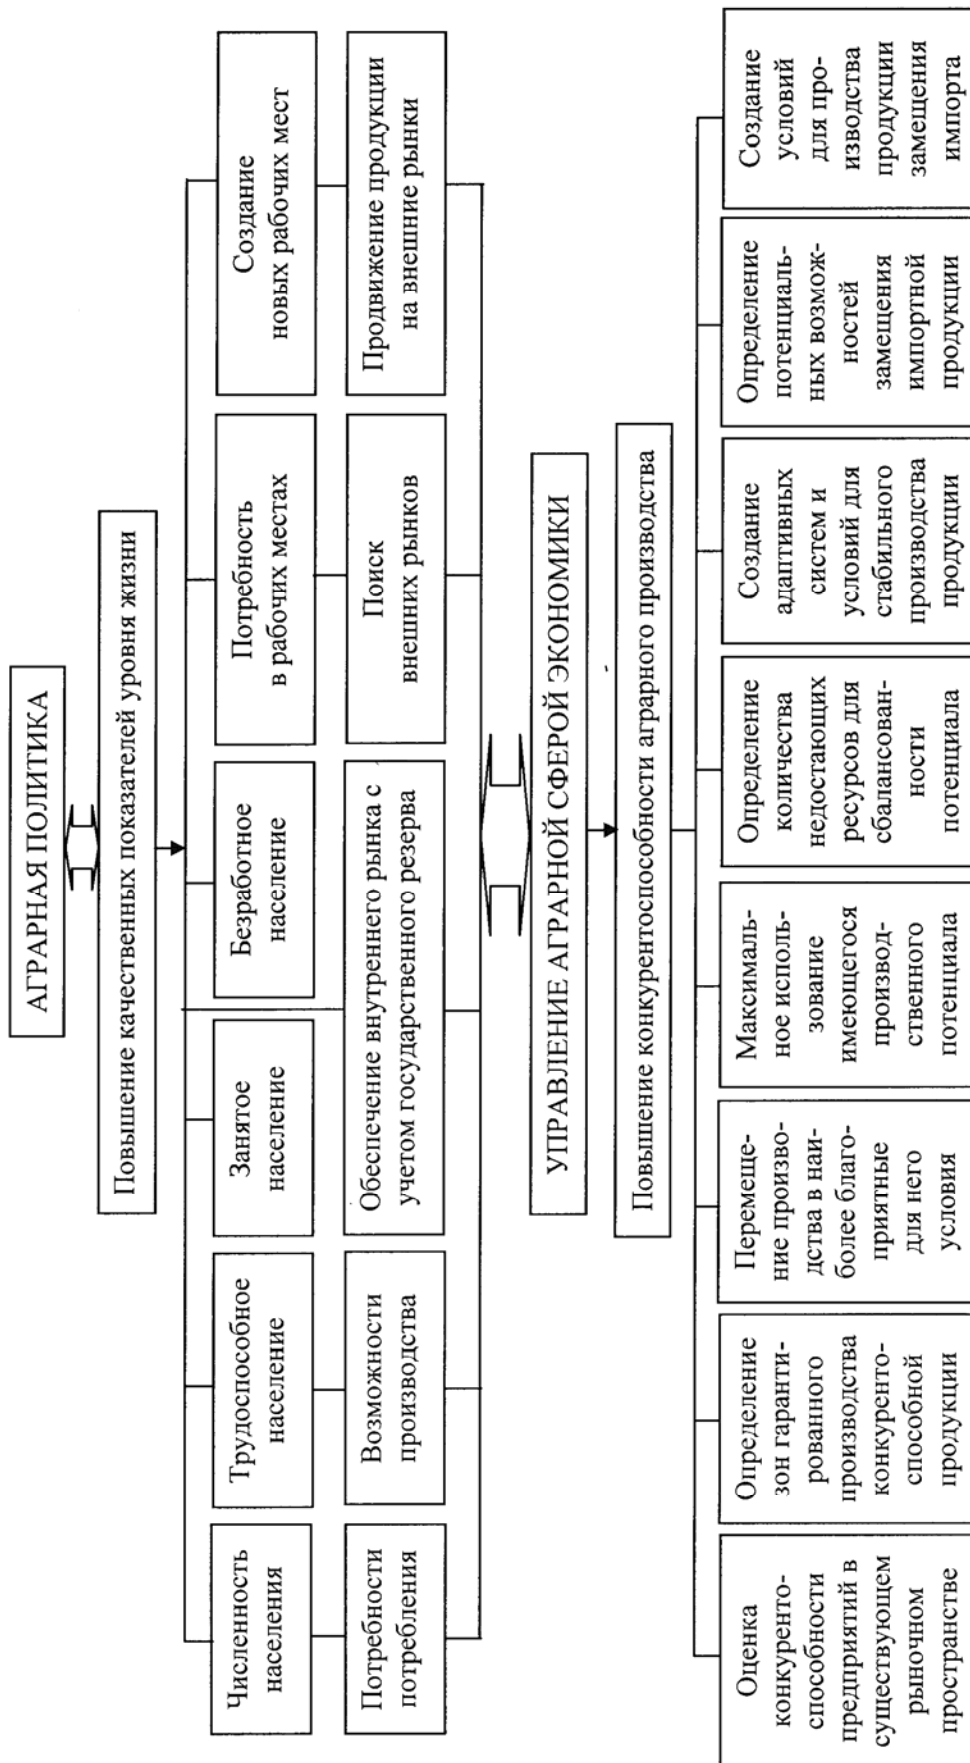 АГРАРНАЯ ПОЛИТИКА
Повышение качественных показателей уровня жизни
Численность
населения
Трудоспособное
население
Занятое
население
Безработное
население
Потребность
в рабочих местах
Создание
новых рабочих мест
Потребности
потребления
Возможности
производства
Обеспечение внутреннего рынка с
учетом государственного резерва
Поиск
внешних рынков
Продвижение продукции
на внешние рынки
УПРАВЛЕНИЕ АГРАРНОЙ СФЕРОЙ ЭКОНОМИКИ
Повышение конкурентоспособности аграрного производства
Оценка
конкуренто-
способности
предприятий в
существующем
рыночном
пространстве
Определение
зон гаранти-
рованного
производства
конкуренто-
способной
продукции
Перемеще-
ние произво-
дства в наи-
более благо-
приятные
для него
условия
Максималь-
ное исполь-
зование
имеющегося
производ-
ственного
потенциала
Определение
количества
недостающих
ресурсов для
сбалансован-
ности
потенциала
Создание
адаптивных
систем и
условий для
стабильного
производства
продукции
Определение
потенциаль-
ных возмож-
ностей
замещения
импортной
продукции
Создание
условий
для про-
изводства
продукции
замещения
импорта